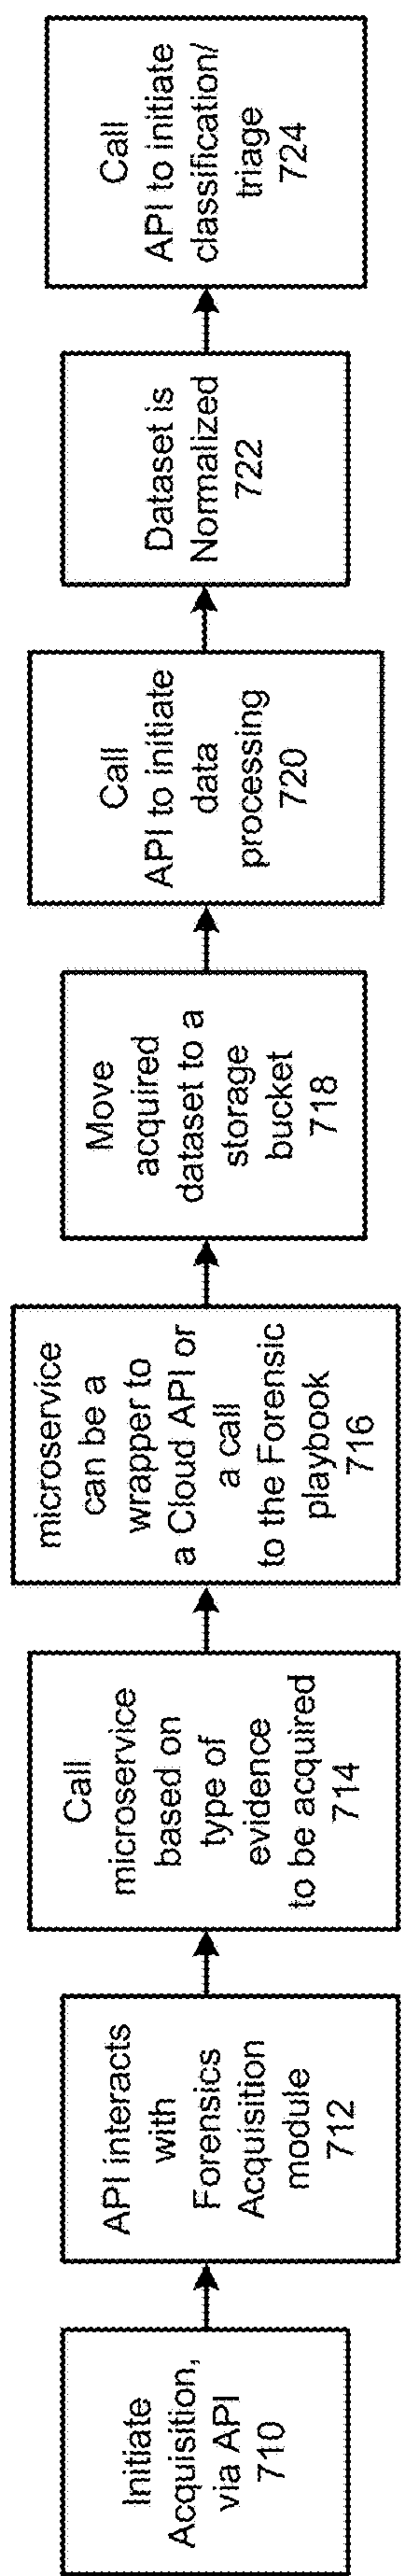 Initiate
Acquisition,
via API
710
API interacts
with
Forensics
Acquisition
module
712
Call
microservice
based on
type of
evidence
to be acquired
714
microservice
can be a
wrapper to
a Cloud API or
a call
to the Forensic
playbook
716
Move
acquired
dataset to a
storage
bucket
718
Call
API to initiate
data
processing
720
Dataset is
Normalized
722
Call
API to initiate
classification/
triage
724